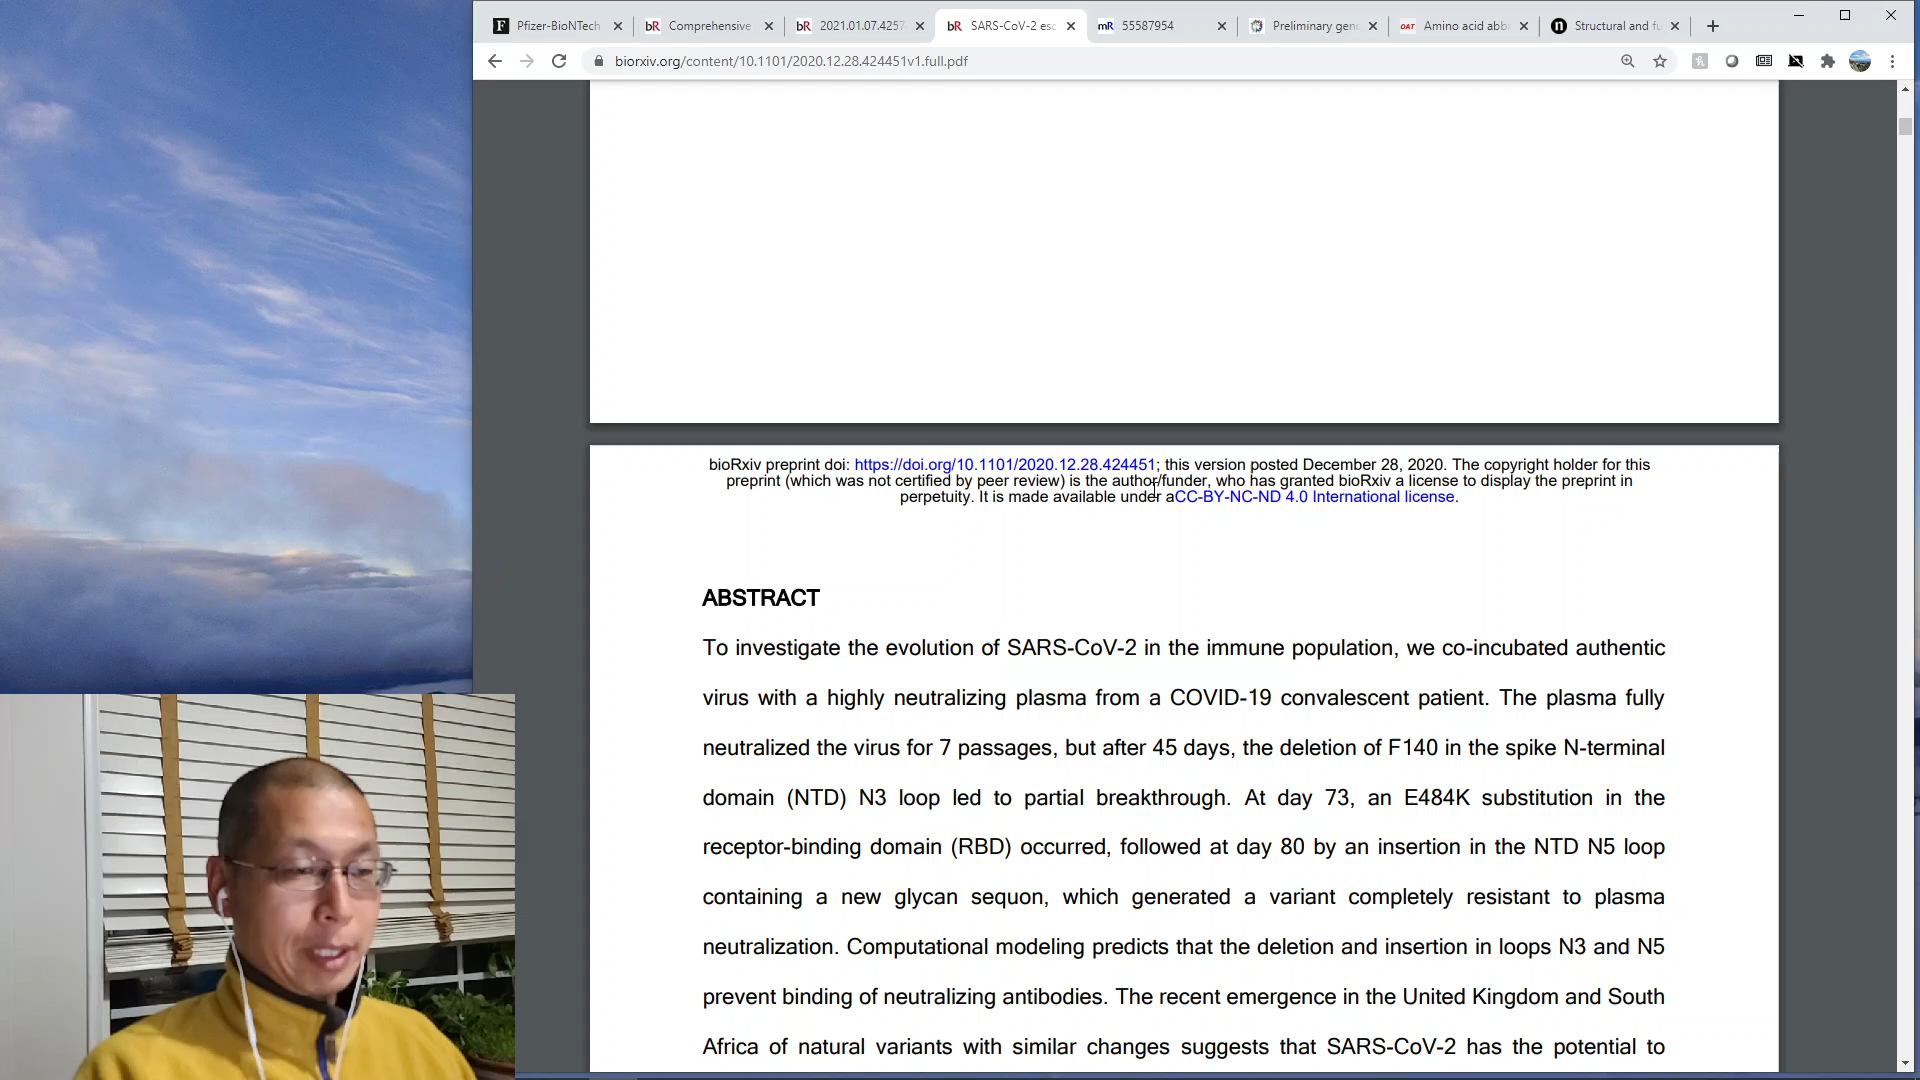 Pfizer-BioNTech
Comprehensive
2021.01.07.4257
SARS-CoV-2 esc
mR 55587954
Preliminary geno
OAT Amino acid abb
Structural and fu
biorxiv.org/content/10.1101/2020.12.28.424451v1.full.pdf
bioRxiv preprint doi: https://doi.org/10.1101/2020.12.28.424451; this version posted December 28, 2020. The copyright holder for this
preprint (which was not certified by peer review) is the author/funder, who has granted bioRxiv a license to display the preprint in
perpetuity. It is made available under aCC-BY-NC-ND 4.0 International license.
ABSTRACT
To investigate the evolution of SARS-CoV-2 in the immune population, we co-incubated authentic
virus with a highly neutralizing plasma from a COVID-19 convalescent patient. The plasma fully
neutralized the virus for 7 passages, but after 45 days, the deletion of F140 in the spike N-terminal
domain (NTD) N3 loop led to partial breakthrough. At day 73, an E484K substitution in the
receptor-binding domain (RBD) occurred, followed at day 80 by an insertion in the NTD N5 loop
containing a new glycan sequon, which generated a variant completely resistant to plasma
neutralization. Computational modeling predicts that the deletion and insertion in loops N3 and N5
prevent binding of neutralizing antibodies. The recent emergence in the United Kingdom and South
Africa of natural variants with similar changes suggests that SARS-CoV-2 has the potential to